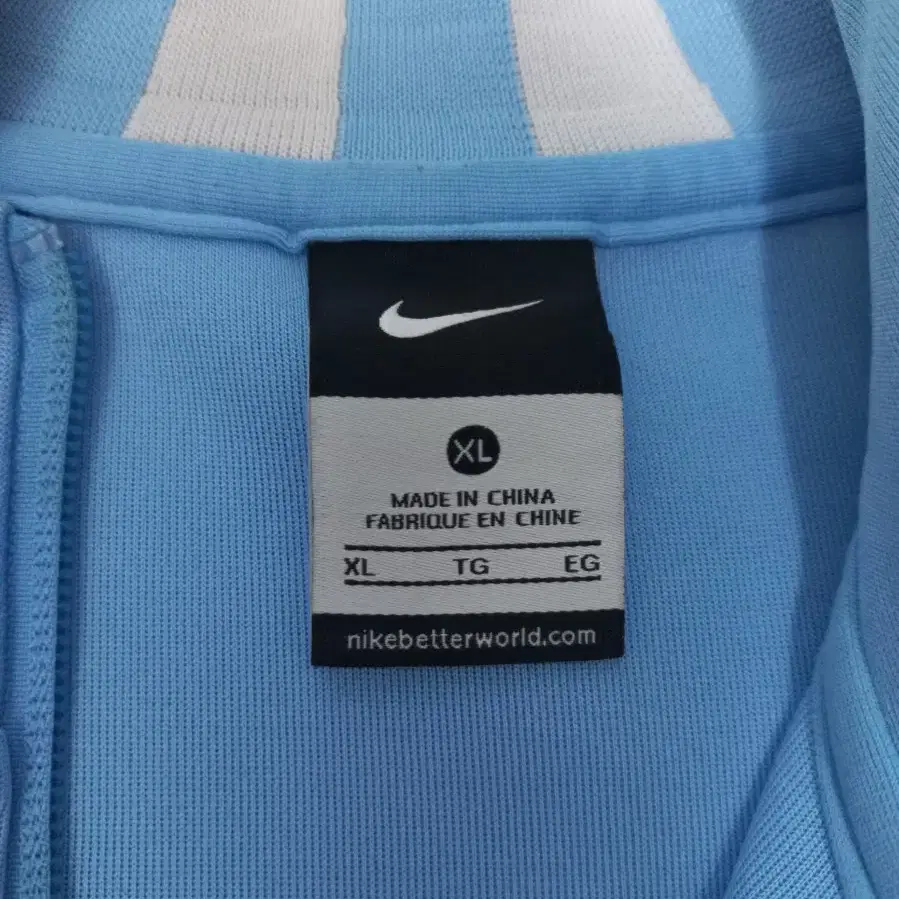 XL
MADE IN CHINA
FABRIQUE EN CHINE
XL TG EG
nikebetterworld.com